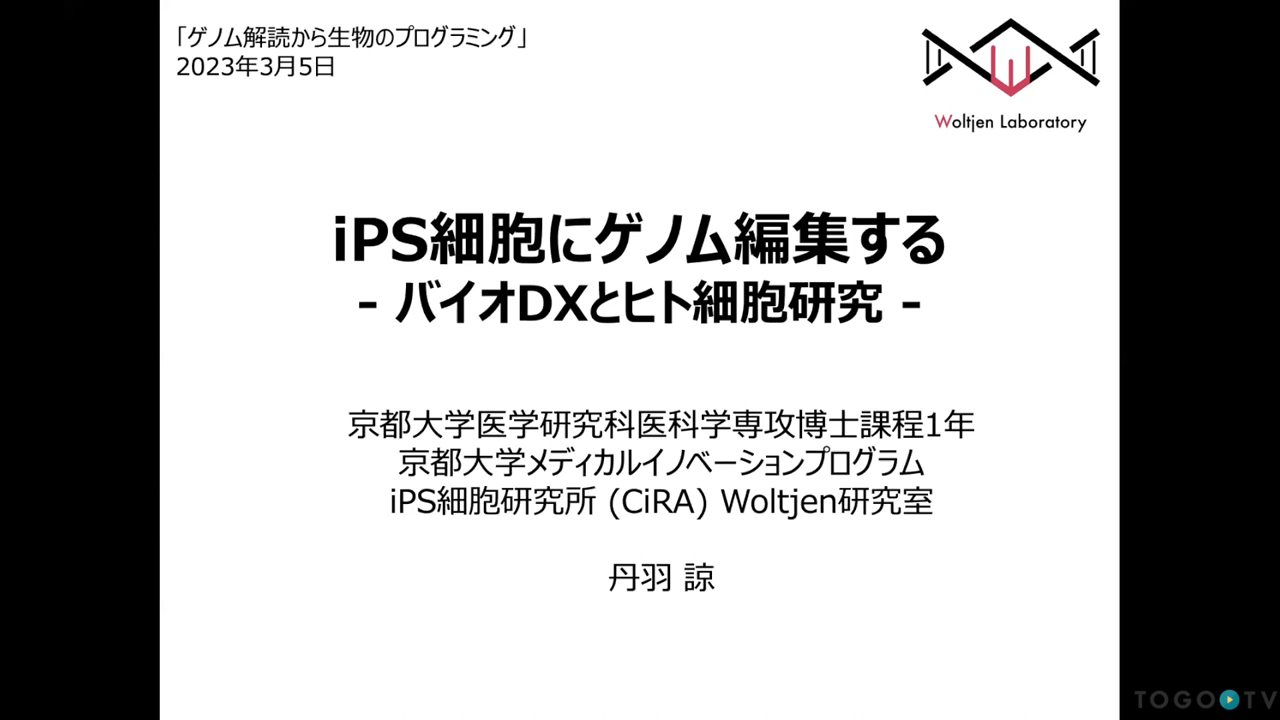 「ゲノム解読から生物のプログラミング」
2023年3月5日
Woltjen Laboratory
iPS細胞にゲノム編集する
- バイオDXとヒト細胞研究 -
京都大学医学研究科医科学専攻博士課程1年
京都大学メディカルイノベーションプログラム
iPS細胞研究所 (CiRA) Woltjen研究室
丹羽 諒
TOGO TV